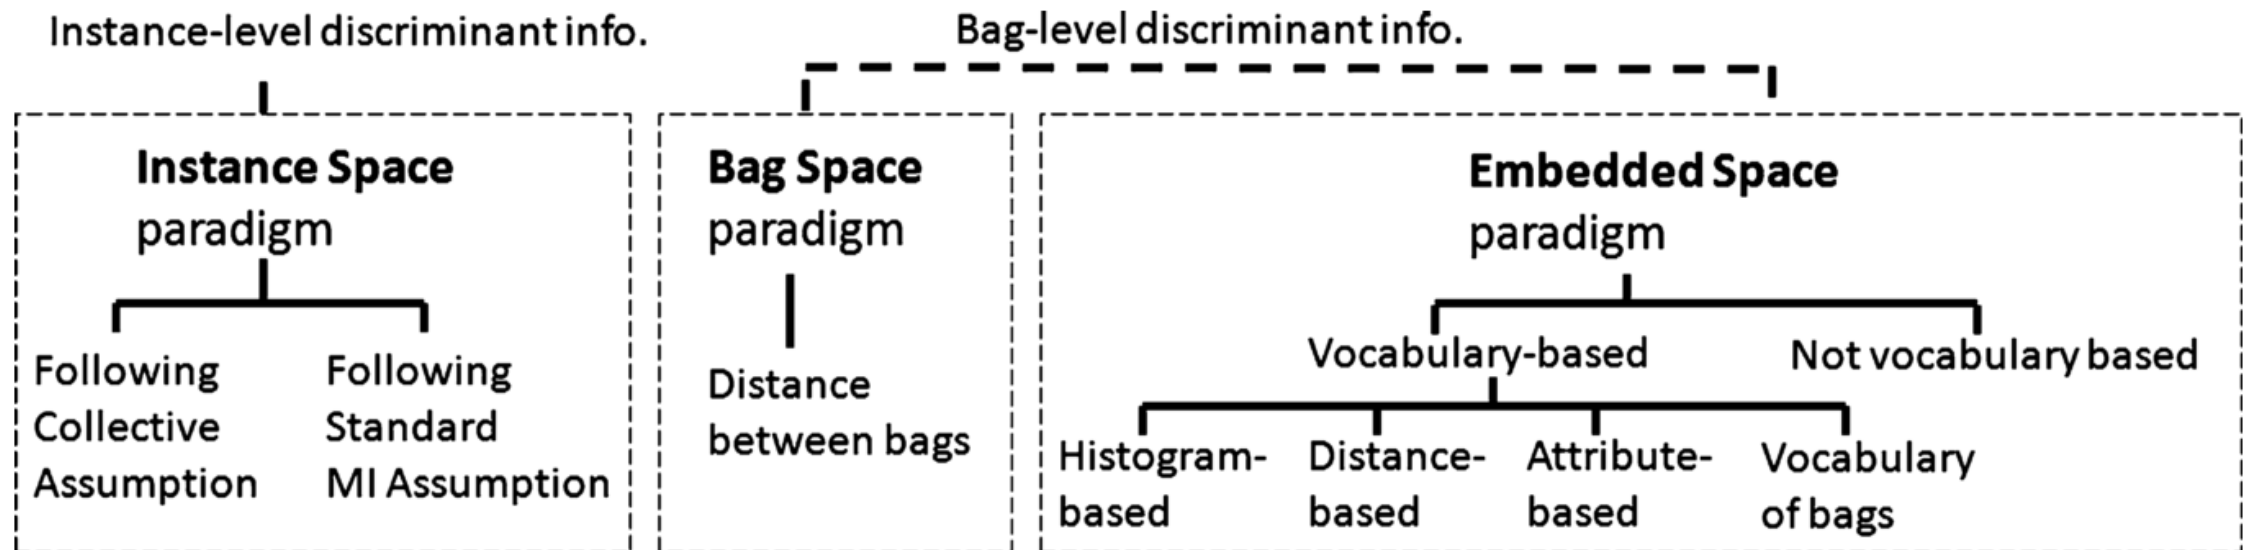 Instance-level discriminant info.
Bag-level discriminant info.
Instance Space
paradigm
Following
Collective
Assumption
Following
Standard
MI Assumption
Bag Space
paradigm
Distance
between bags
Embedded Space
paradigm
Vocabulary-based
Not vocabulary based
Histogram-
based
Distance-
based
Attribute-
based
Vocabulary
of bags